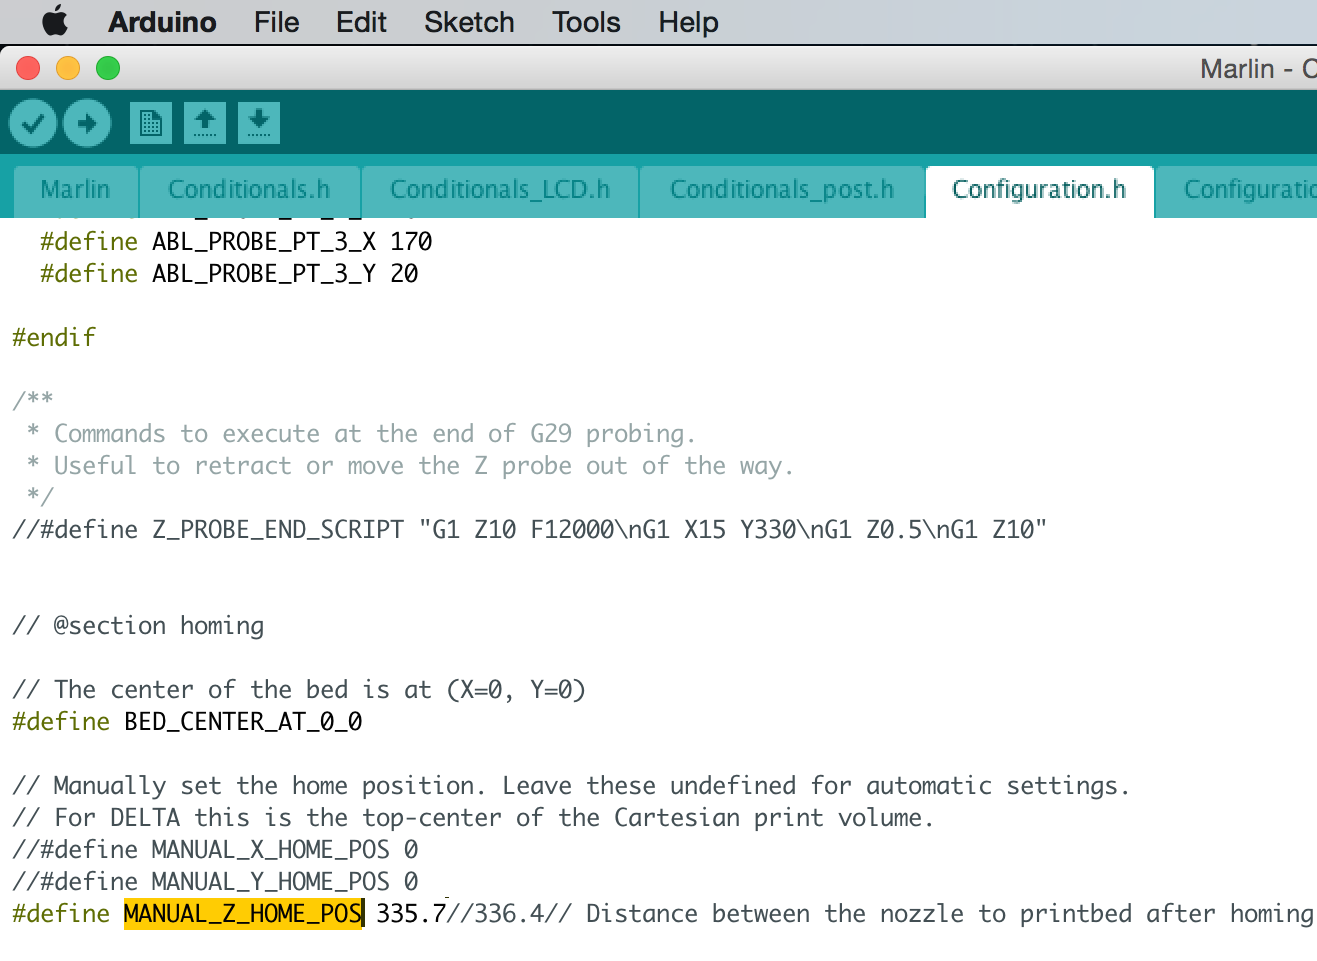 Arduino File Edit Sketch Tools Help
Marlin - C
Marlin Conditionals.h Conditionals_LCD.h Conditionals_post.h Configuration.h Configuratio
#define ABL_PROBE_PT_3_X 170
#define ABL_PROBE_PT_3_Y 20
#endif
/**
* Commands to execute at the end of G29 probing.
* Useful to retract or move the Z probe out of the way.
*/
//#define Z_PROBE_END_SCRIPT "G1 Z10 F12000\nG1 X15 Y330\nG1 Z0.5\nG1 Z10"
// @section homing
// The center of the bed is at (X=0, Y=0)
#define BED_CENTER_AT_0_0
// Manually set the home position. Leave these undefined for automatic settings.
// For DELTA this is the top-center of the Cartesian print volume.
//#define MANUAL_X_HOME_POS 0
//#define MANUAL_Y_HOME_POS 0
#define MANUAL_Z_HOME_POS 335.7//336.4// Distance between the nozzle to printbed after homing